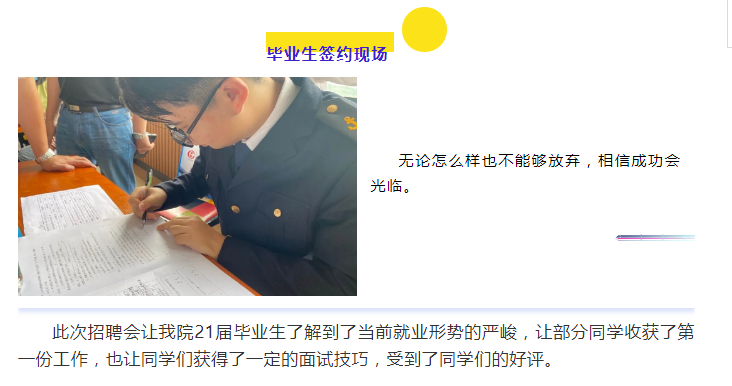 毕业生签约现场
无论怎么样也不能够放弃，相信成功会
光临。
此次招聘会让我院21届毕业生了解到了当前就业形势的严峻，让部分同学收获了第
一份工作，也让同学们获得了一定的面试技巧，受到了同学们的好评。